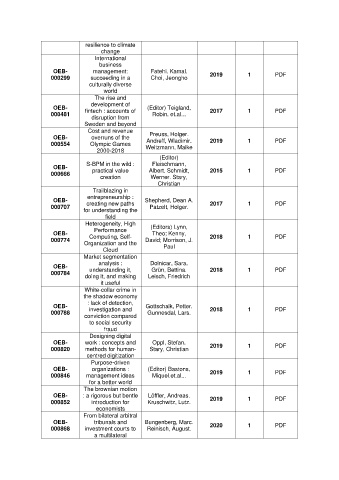 resilience to climate
change
OEB-
000299
International
business
management:
succeeding in a
culturally diverse
world
Fatehi, Kamal.
Choi, Jeongho
2019
1
PDF
OEB-
000481
The rise and
development of
fintech : accounts of
disruption from
Sweden and beyond
(Editor) Teigland,
Robin, et.al...
2017
1
PDF
OEB-
000554
Cost and revenue
overruns of the
Olympic Games
2000-2018
Preuss, Holger.
Andreff, Wladimir,
Weitzmann, Maike
2019
1
PDF
OEB-
000666
S-BPM in the wild :
practical value
creation
(Editor)
Fleischmann,
Albert. Schmidt,
Werner. Stary,
Christian
2015
1
PDF
OEB-
000707
Trailblazing in
entrepreneurship :
creating new paths
for understanding the
field
Shepherd, Dean A.
Patzelt, Holger.
2017
1
PDF
OEB-
000774
Heterogeneity, High
Performance
Computing, Self-
Organization and the
Cloud
(Editors) Lynn,
Theo; Kenny,
David; Morrison, J.
Paul
2018
1
PDF
OEB-
000784
Market segmentation
analysis :
understanding it,
doing it, and making
it useful
Dolnicar, Sara,
Grün, Bettina.
Leisch, Friedrich
2018
1
PDF
OEB-
000788
White-collar crime in
the shadow economy
: lack of detection,
investigation and
conviction compared
to social security
fraud
Gottschalk, Petter.
Gunnesdal, Lars.
2018
1
PDF
OEB-
000820
Designing digital
work : concepts and
methods for human-
centred digitization
Oppl, Stefan.
Stary, Christian
2019
1
PDF
OEB-
000846
Purpose-driven
organizations :
management ideas
for a better world
(Editor) Bastons,
Miquel.et.al...
2019
1
PDF
OEB-
000852
The brownian motion
: a rigorous but bentle
introduction for
economists
Löffler, Andreas.
Kruschwitz, Lutz.
2019
1
PDF
OEB-
000868
From bilateral arbitral
tribunals and
investment courts to
a multilateral
Bungenberg, Marc.
Reinisch, August.
2020
1
PDF